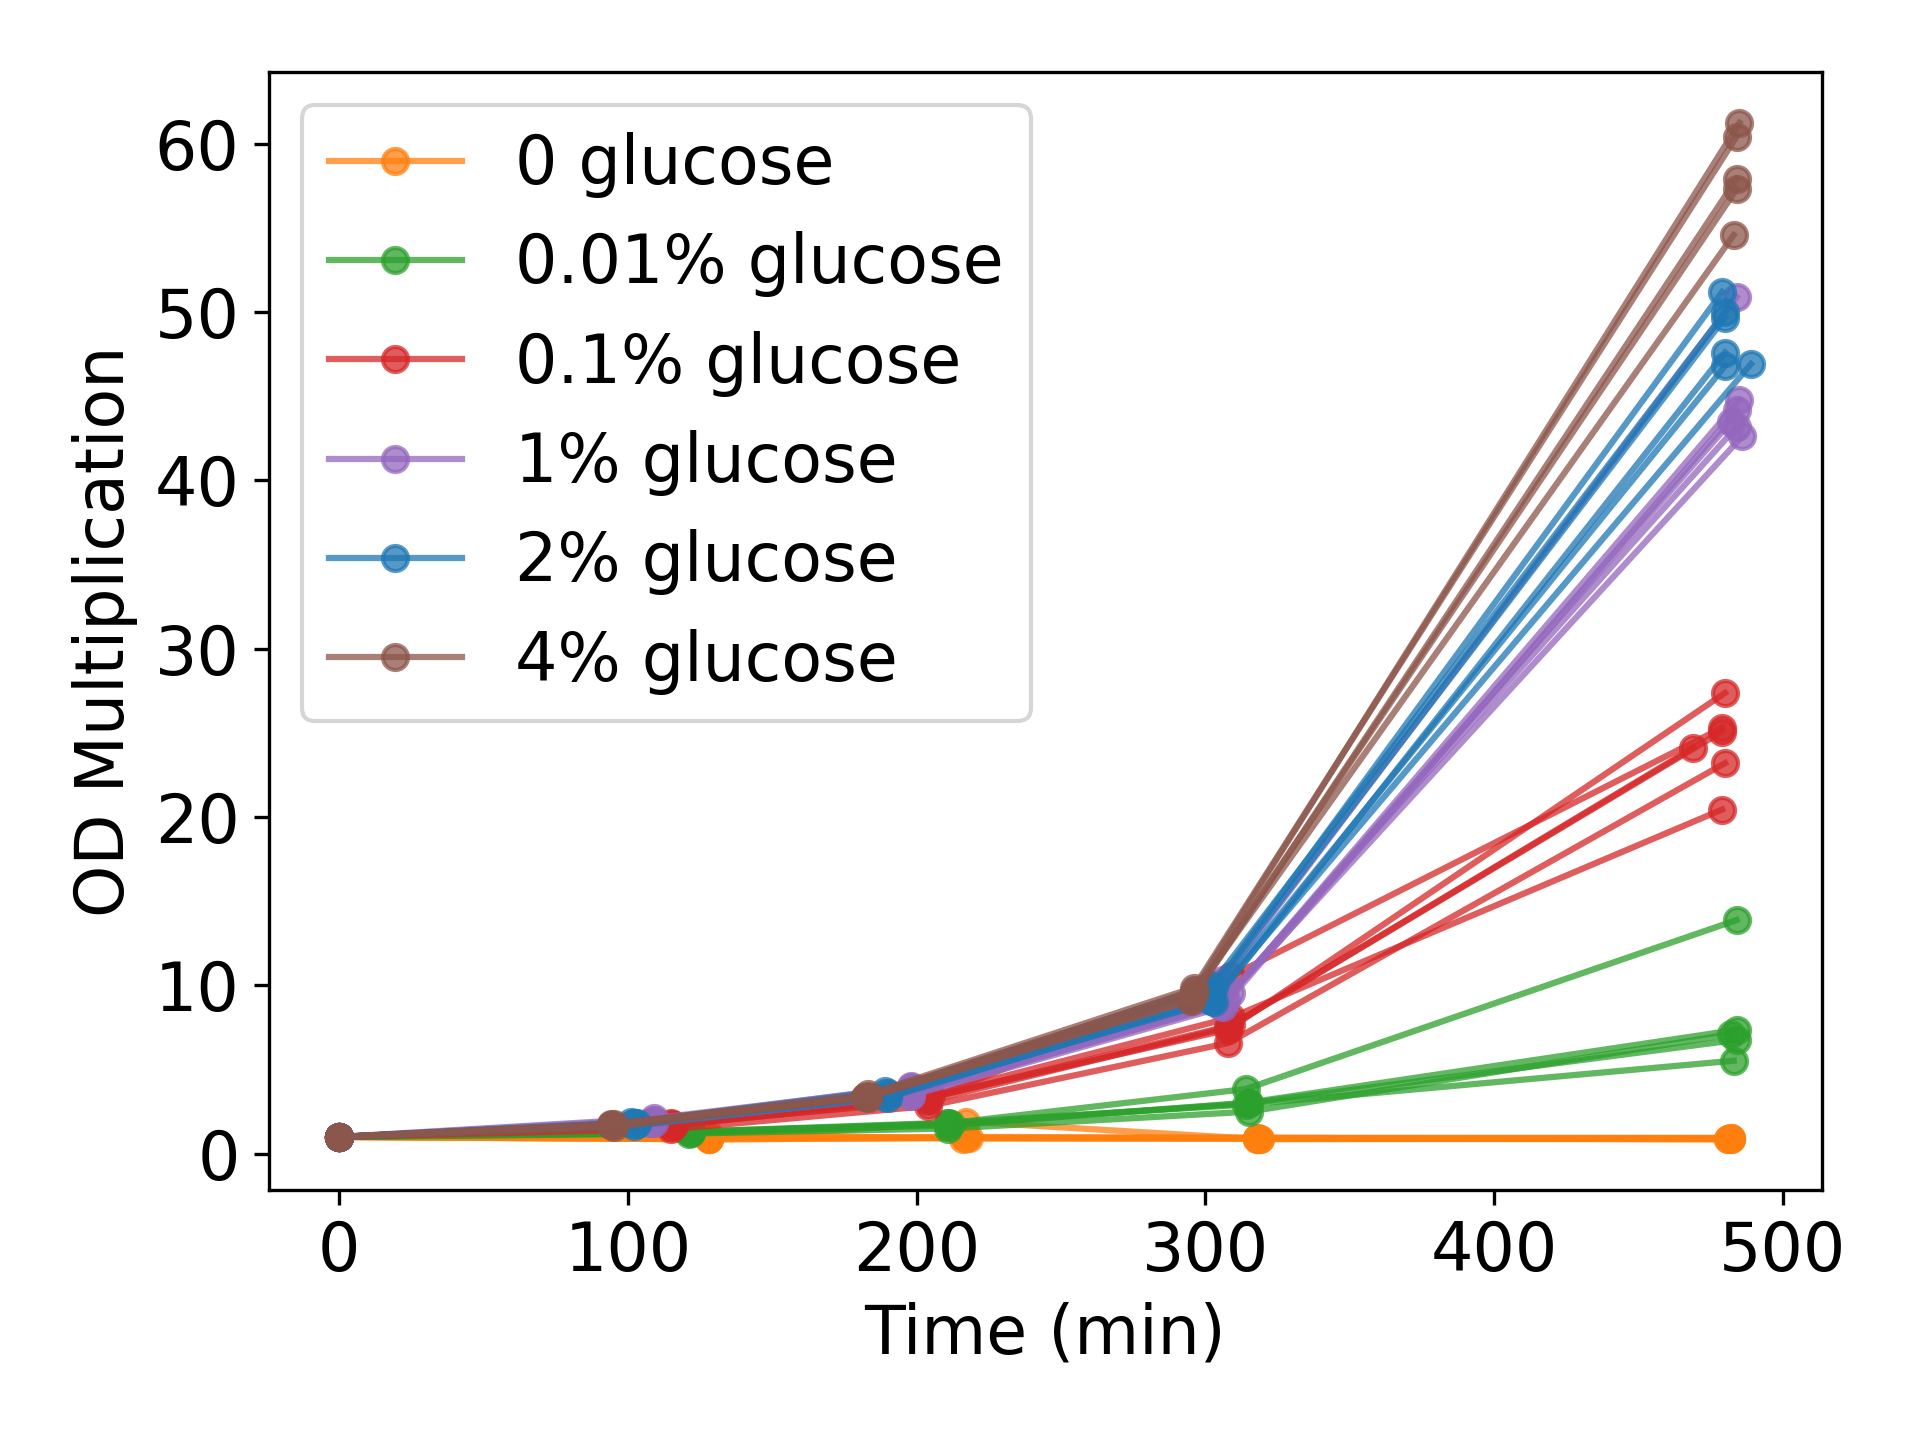 60
50
40
30
20
10
0
OD Multiplication
0 glucose
0.01% glucose
0.1% glucose
1% glucose
2% glucose
4% glucose
0 100 200 300 400 500
Time (min)